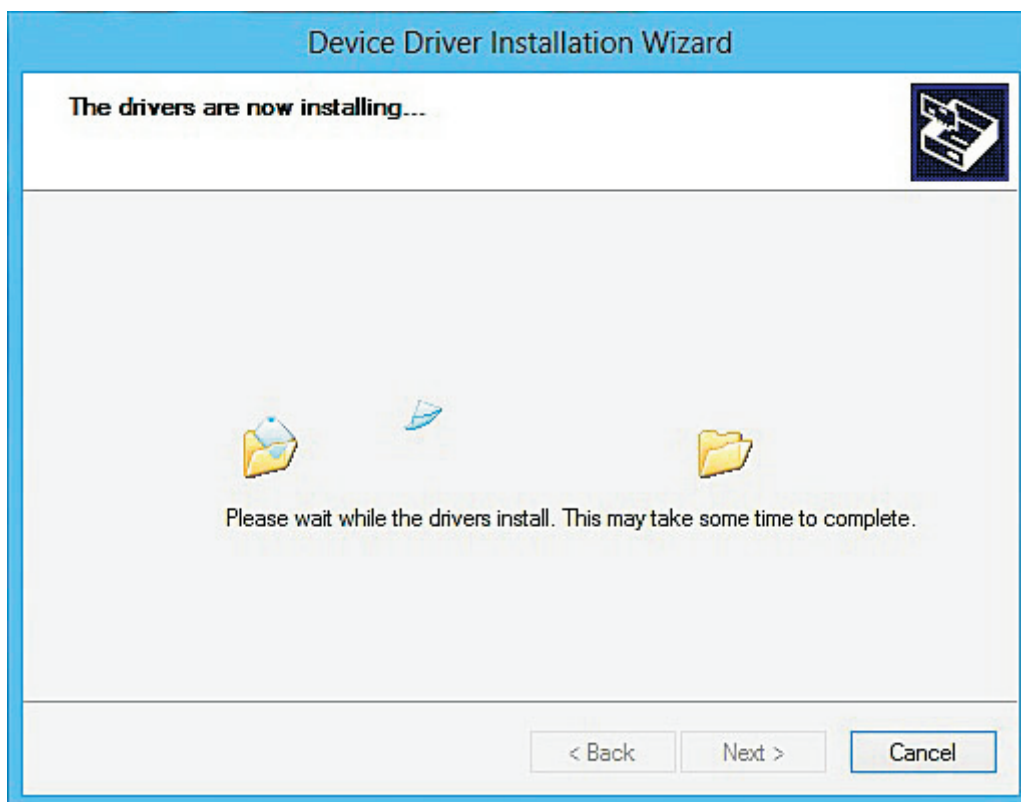 Device Driver Installation Wizard
The drivers are now installing...
Please wait while the drivers install. This may take some time to complete.
< Back
Next >
Cancel